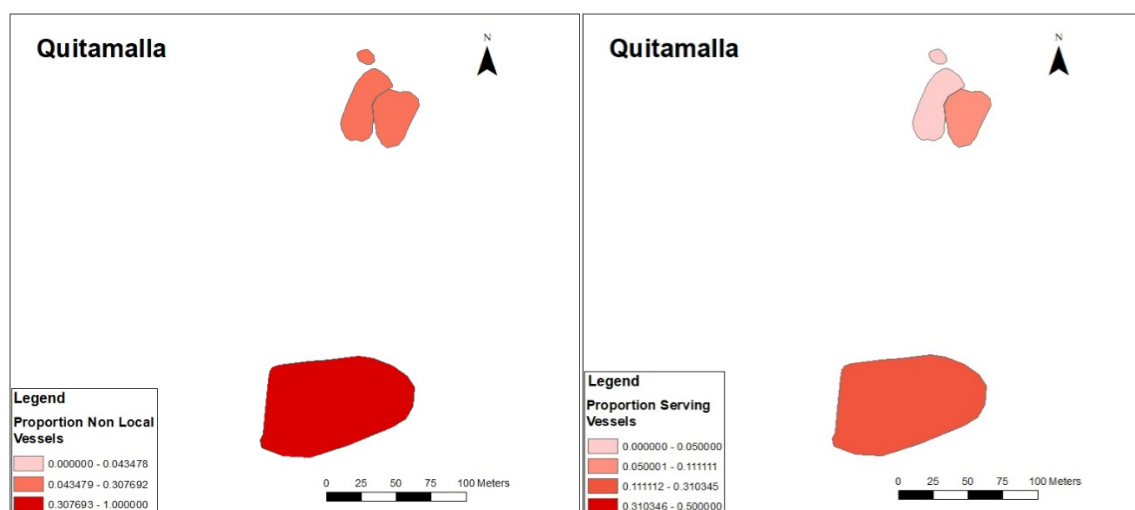 Quitamalla
N
Legend
Proportion Non Local
Vessels
0.000000 - 0.043478
0.043479 - 0.307692
0.307693 - 1.000000
0 25 50 75 100 Meters
Quitamalla
N
Legend
Proportion Serving
Vessels
0.000000 - 0.050000
0.050001 - 0.111111
0.111112 - 0.310345
0.310346 - 0.500000
0 25 50 75 100 Meters